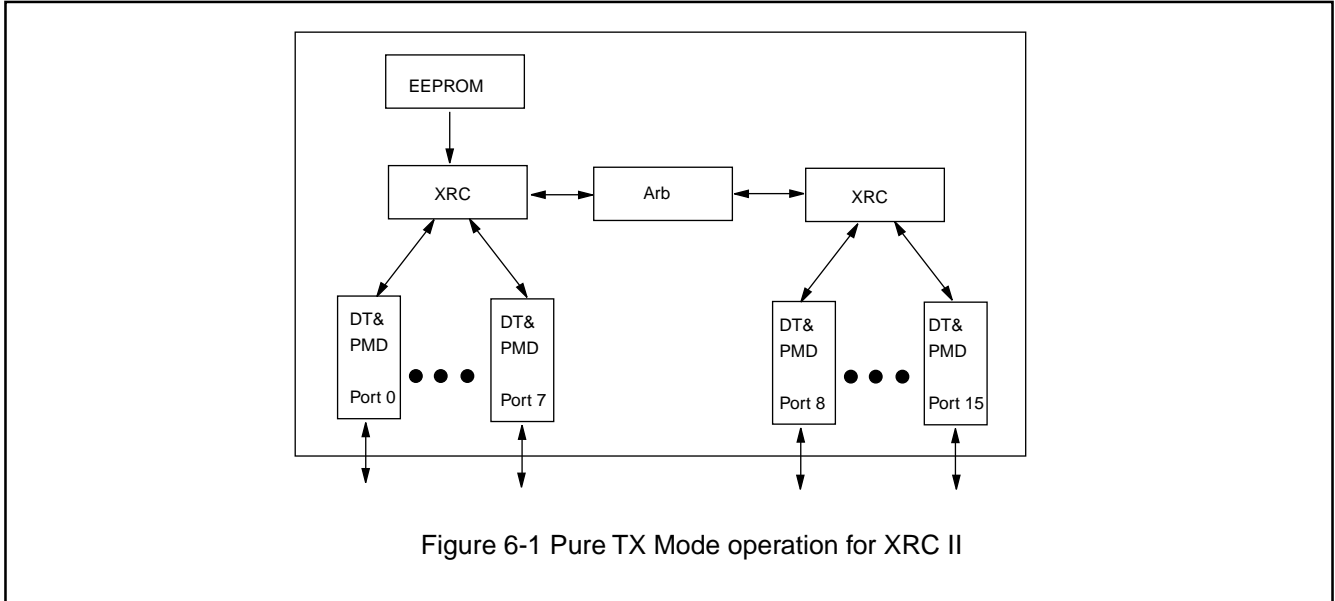 EEPROM
XRC
Arb
XRC
DT&
PMD
Port 0
DT&
PMD
Port 7
DT&
PMD
Port 8
DT&
PMD
Port 15
Figure 6-1 Pure TX Mode operation for XRC II